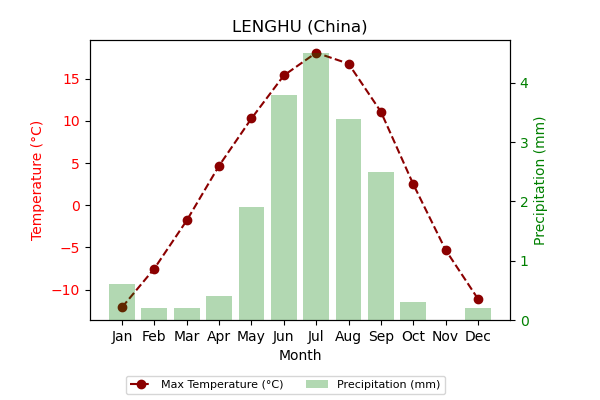 LENGHU (China)
Temperature (°C)
15
10
5
0
−5
−10
4
3
2
1
0
Precipitation (mm)
Jan Feb Mar Apr May Jun Jul Aug Sep Oct Nov Dec
Month
Max Temperature (°C) Precipitation (mm)